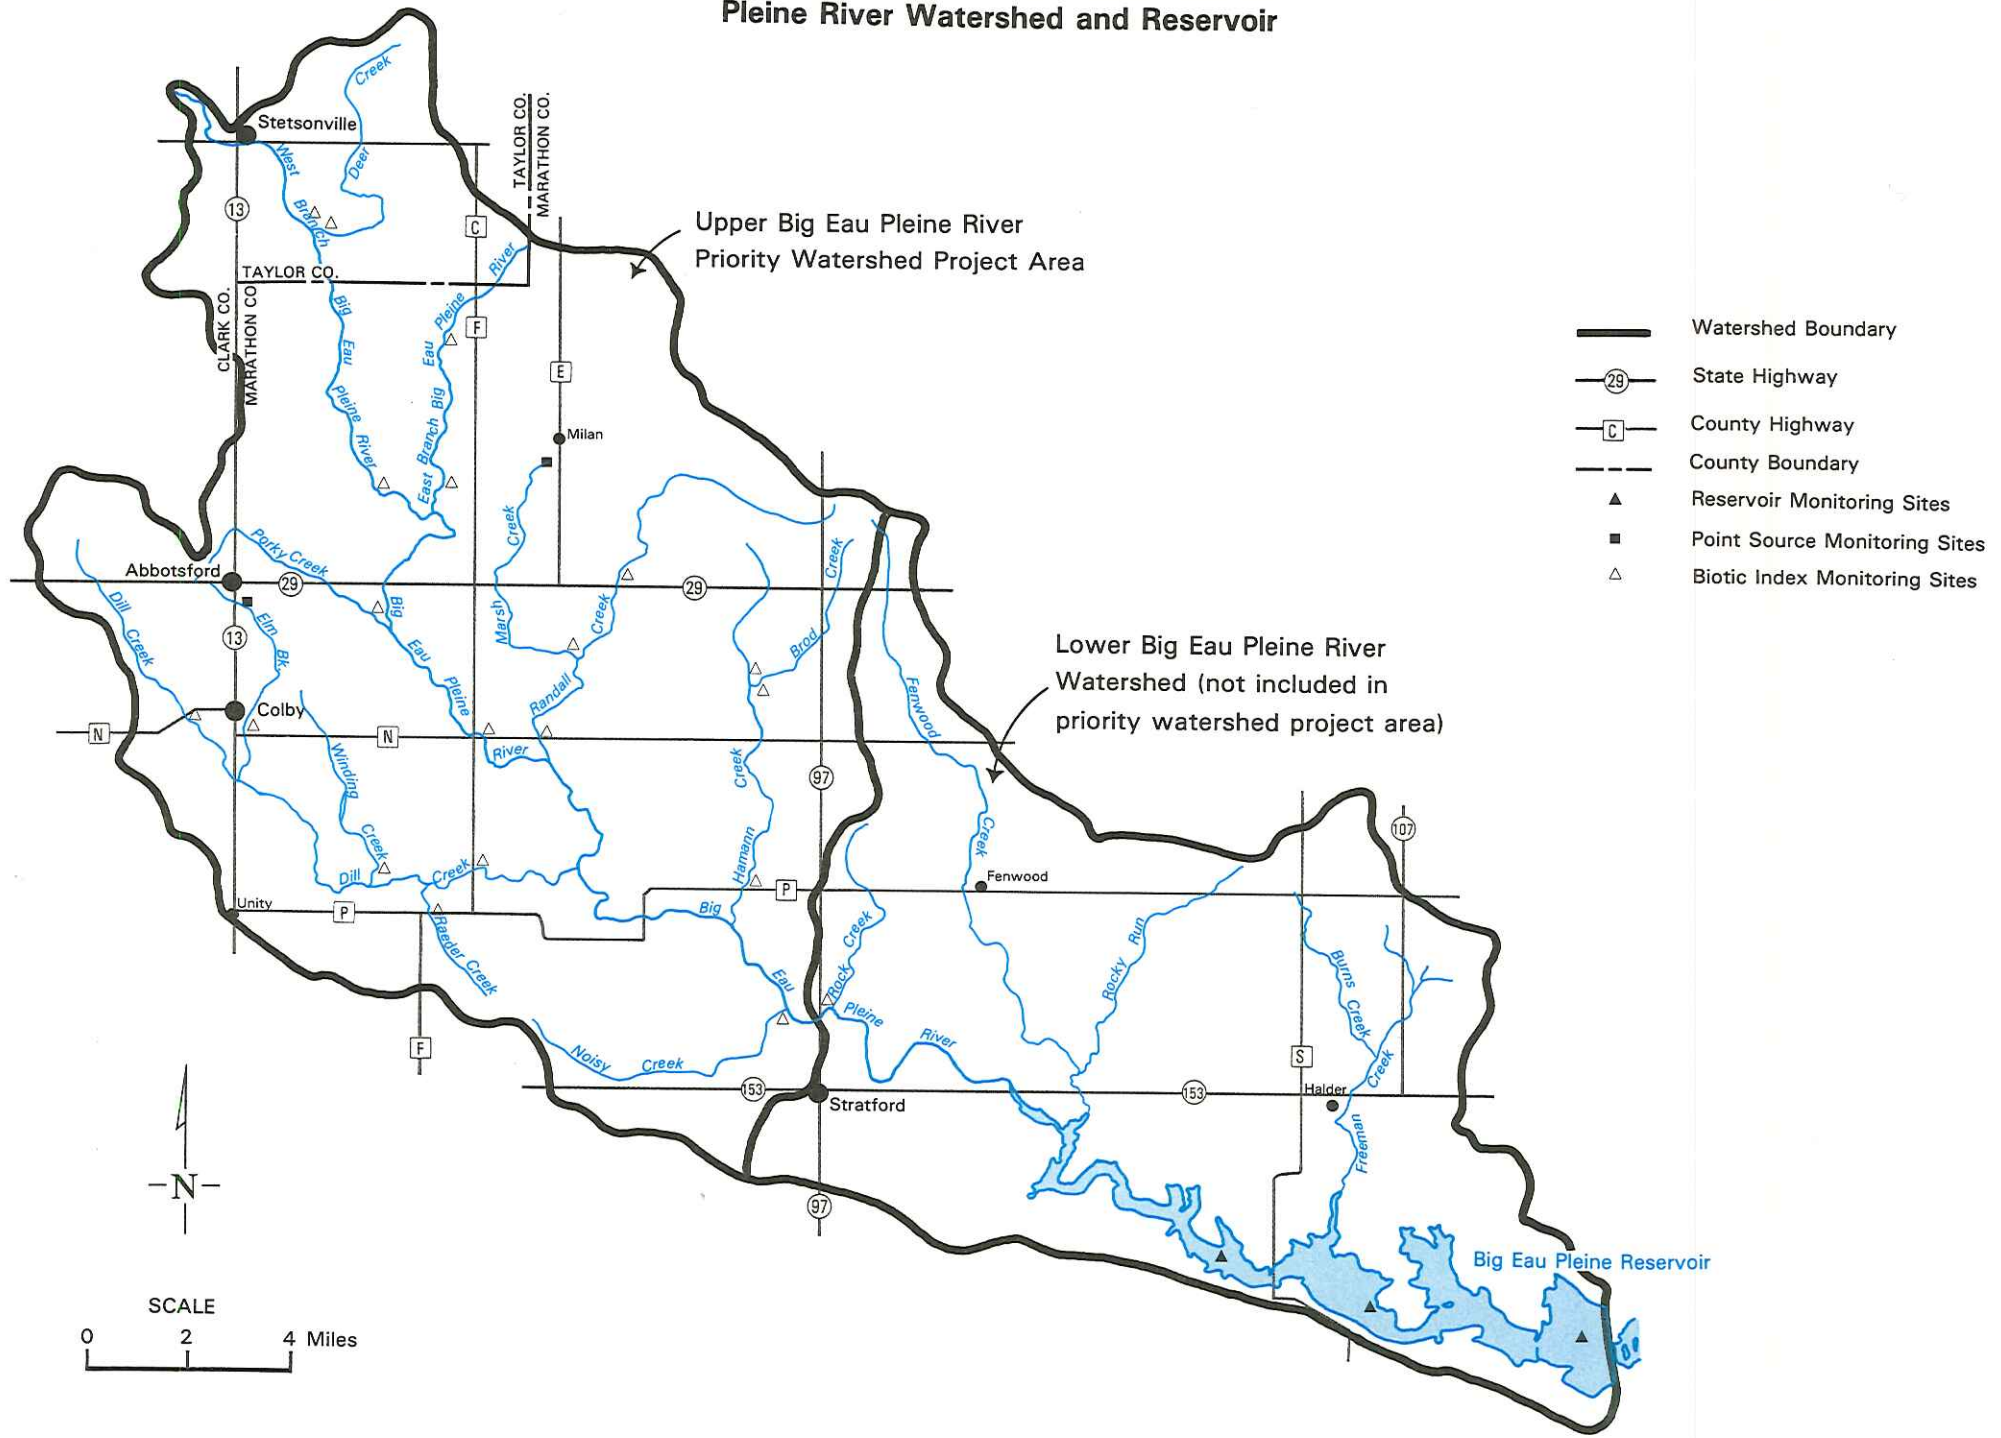 Pleine River Watershed and Reservoir
Creek
Stetsonville
West
Deer
Branch
13
TAYLOR CO.
MARATHON CO.
C
Upper Big Eau Pleine River
Priority Watershed Project Area
River
TAYLOR CO.
CLARK CO.
MARATHON CO.
Big
Eau
Pleine
River
Pleine
Eau
East Branch Big
F
E
Milan
Watershed Boundary
29
State Highway
C
County Highway
County Boundary
Reservoir Monitoring Sites
Point Source Monitoring Sites
Biotic Index Monitoring Sites
Porky Creek
Abbotsford
29
29
Dill
Creek
13
Elm
Bk.
Big
Eau
Pleine
River
Marsh
Creek
Randall
Creek
Brod
Creek
Fenwood
Creek
Lower Big Eau Pleine River
Watershed (not included in
priority watershed project area)
Colby
N
N
Winding
Creek
Hamann
Creek
97
107
Dill
Creek
Fenwood
Unity
P
P
Big
Raeder Creek
Eau
Rock
Creek
Pleine
River
Rocky
Run
Burns
Creek
Creek
Noisy
Creek
F
S
153
153
Halder
Stratford
Freeman
N
97
Big Eau Pleine Reservoir
SCALE
0 2 4 Miles